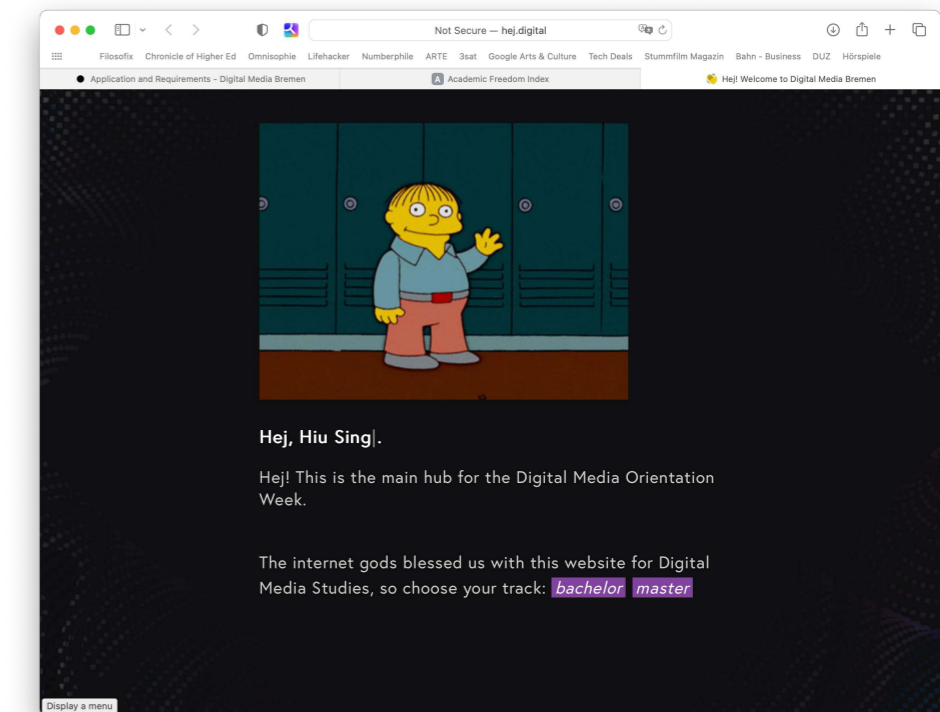 Not Secure — hej.digital
Filosofix Chronicle of Higher Ed Omnisophie Lifehacker Numberphile ARTE 3sat Google Arts & Culture Tech Deals Stummfilm Magazin Bahn - Business DUZ Hörspiele
Application and Requirements - Digital Media Bremen
A Academic Freedom Index
Hej! Welcome to Digital Media Bremen
Hej, Hiu Sing|.
Hej! This is the main hub for the Digital Media Orientation
Week.
The internet gods blessed us with this website for Digital
Media Studies, so choose your track: bachelor master
Display a menu